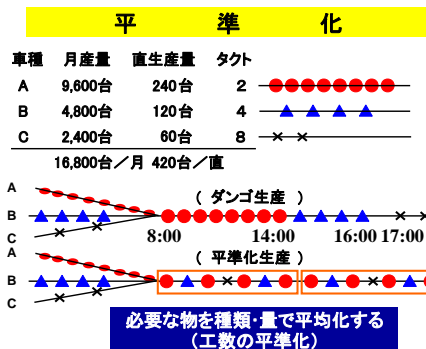 平 準 化
車種 月産量 直生産量 タクト
A 9,600台 240台 2
B 4,800台 120台 4
C 2,400台 60台 8
16,800台/月 420台/直
A
( ダンゴ生産 )
B
C
8:00 14:00 16:00 17:00
A
( 平準化生産 )
B
C
必要な物を種類・量で平均化する
(工数の平準化)